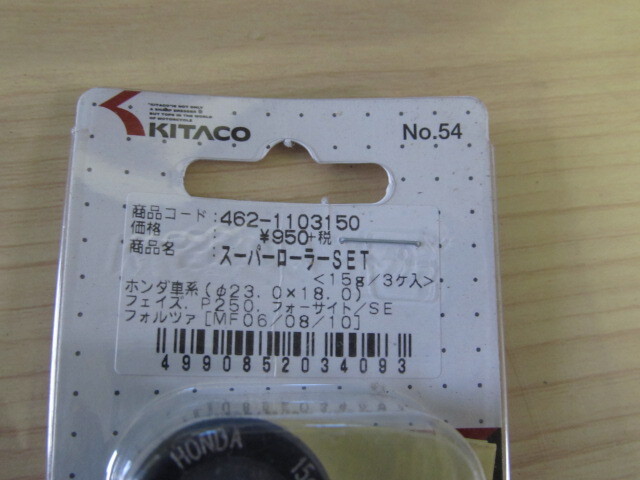 KITACO
No.54
商品コード:462-1103150
価格 : ¥950+税
商品名 :スーパーローラーSET
<15g/3ケ入>
ホンダ車系(φ23.0×18.0)
フェイズ. P250. フォーサイト/SE
フォルツァ[MF06/08/10]
4990852034093
HONDA 15